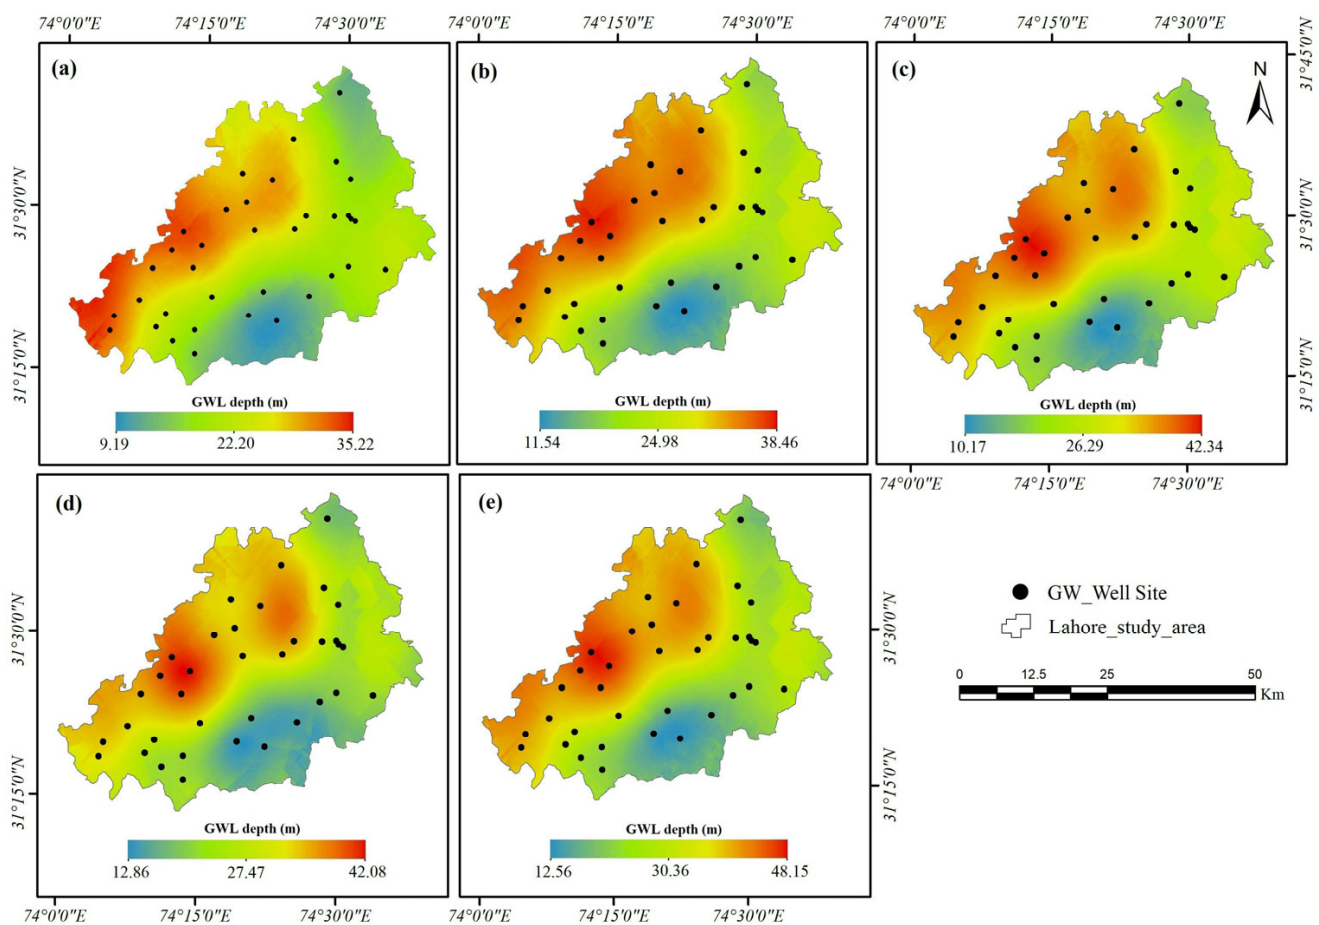 74°0'0"E 74°15'0"E 74°30'0"E 74°0'0"E 74°15'0"E 74°30'0"E 74°0'0"E 74°15'0"E 74°30'0"E
(a) (b) (c)
N
31°45'0"N
31°30'0"N 31°30'0"N
31°15'0"N 31°15'0"N
GWL depth (m) GWL depth (m) GWL depth (m)
9.19 22.20 35.22 11.54 24.98 38.46 10.17 26.29 42.34
74°0'0"E 74°15'0"E 74°30'0"E
(d) (e)
31°30'0"N 31°30'0"N
31°15'0"N 31°15'0"N
GW_Well Site
Lahore_study_area
0 12.5 25 50
Km
GWL depth (m) GWL depth (m)
12.86 27.47 42.08 12.56 30.36 48.15
74°0'0"E 74°15'0"E 74°30'0"E 74°0'0"E 74°15'0"E 74°30'0"E